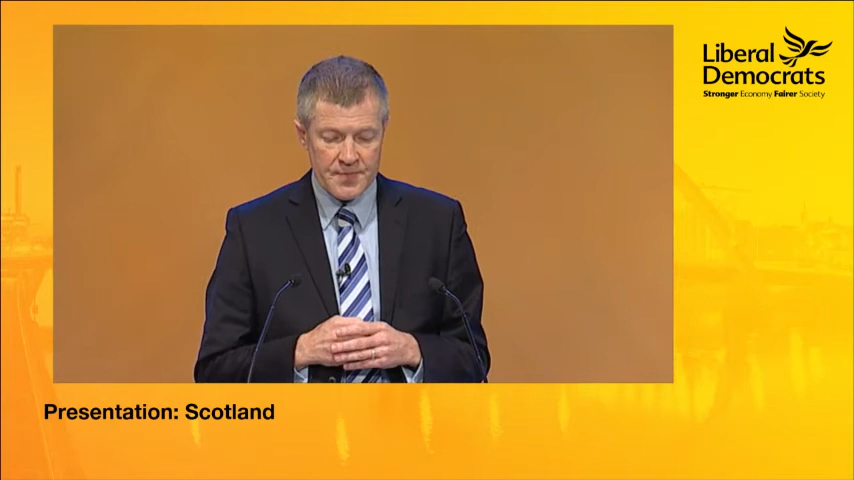 Liberal
Democrats
Stronger Economy Fairer Society
Presentation: Scotland